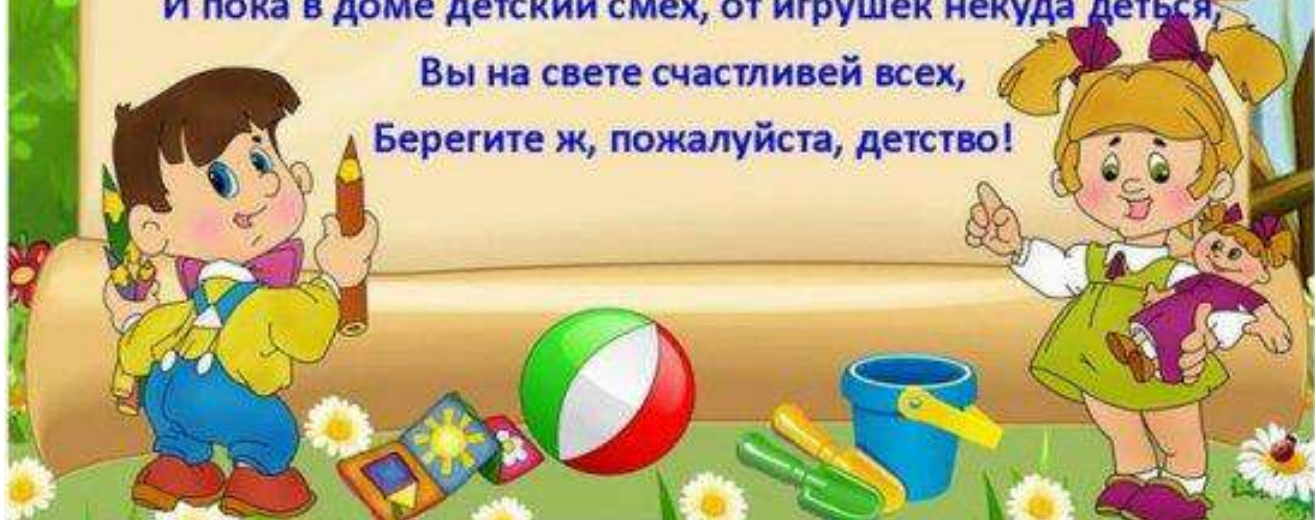 И пока в доме детский смех, от игрушек некуда деться,
Вы на свете счастливей всех,
Берегите ж, пожалуйста, детство!